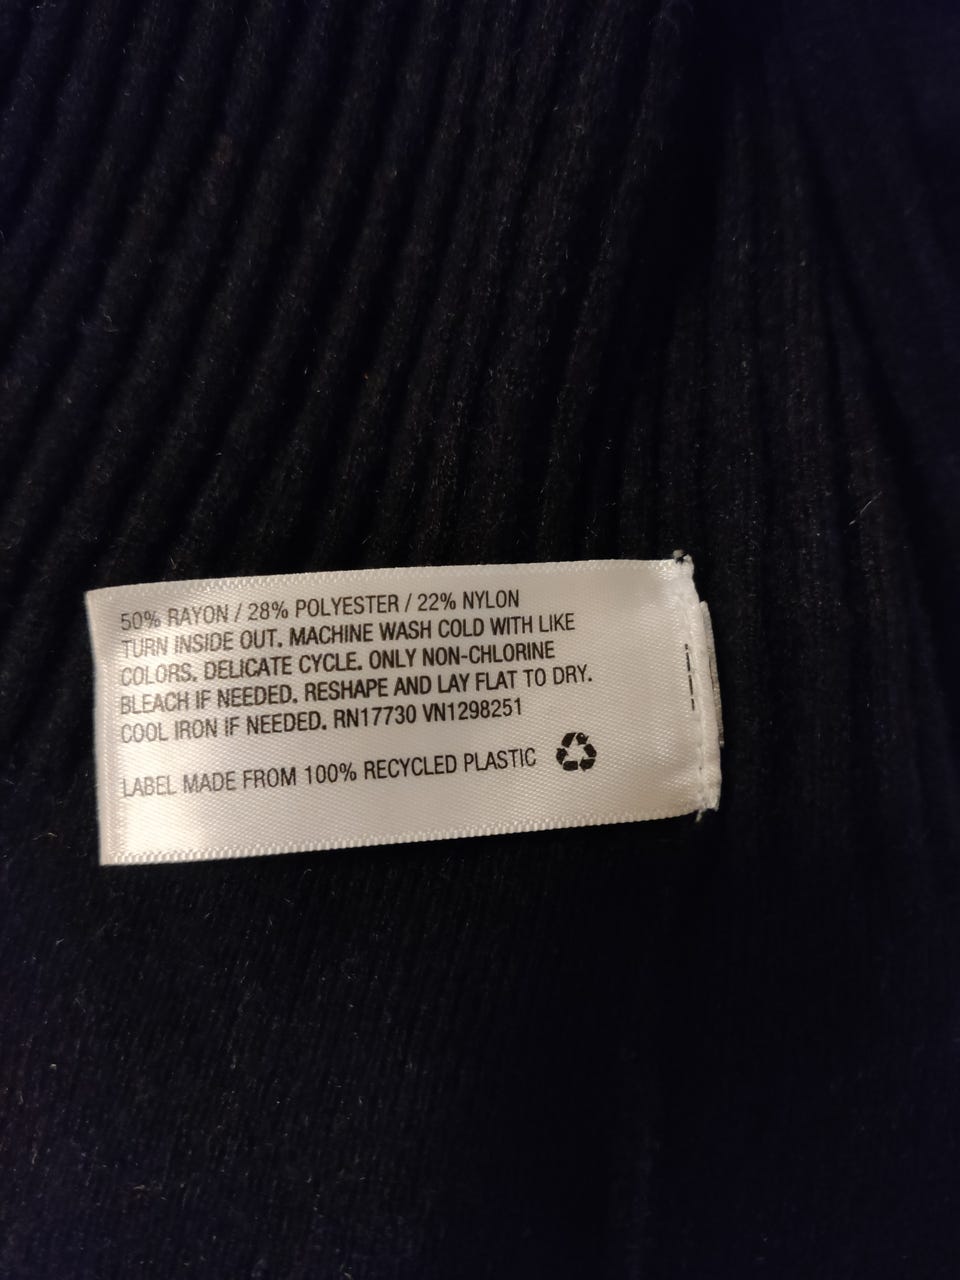 50% RAYON / 28% POLYESTER / 22% NYLON
TURN INSIDE OUT. MACHINE WASH COLD WITH LIKE
COLORS. DELICATE CYCLE. ONLY NON-CHLORINE
BLEACH IF NEEDED. RESHAPE AND LAY FLAT TO DRY.
COOL IRON IF NEEDED. RN17730 VN1298251
LABEL MADE FROM 100% RECYCLED PLASTIC